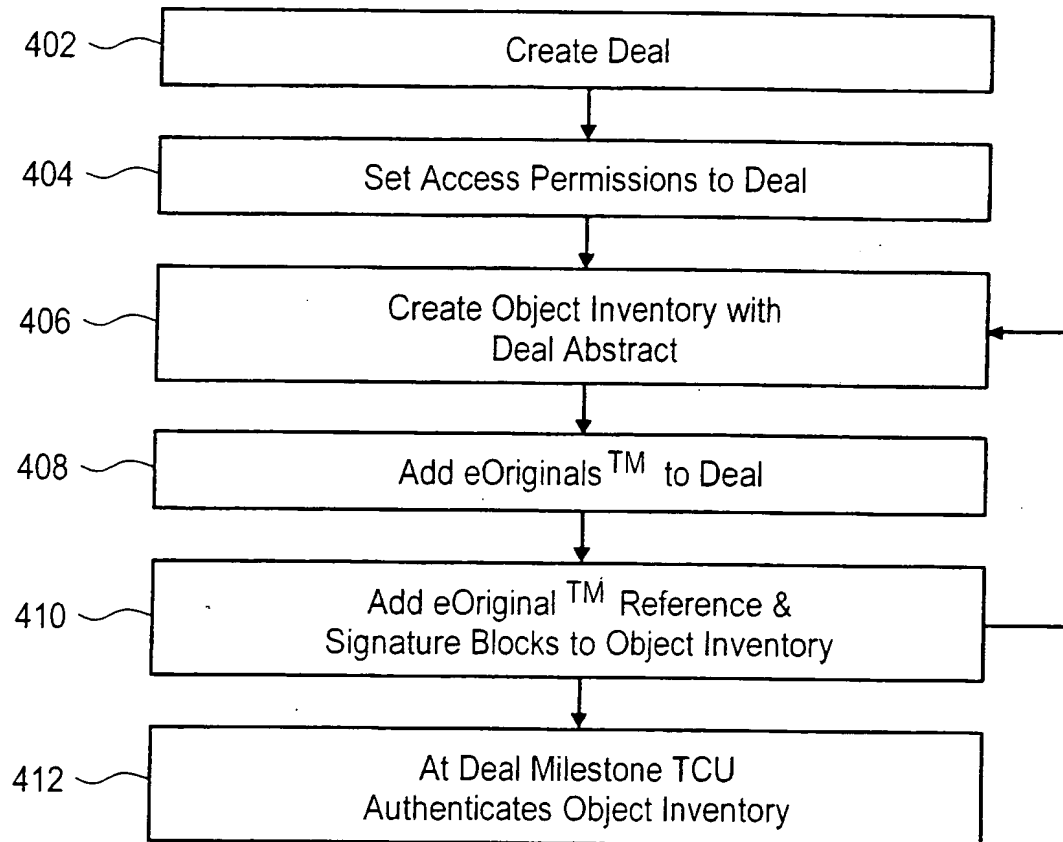 402
Create Deal
404
Set Access Permissions to Deal
406
Create Object Inventory with
Deal Abstract
408
Add eOriginals™ to Deal
410
Add eOriginal™ Reference &
Signature Blocks to Object Inventory
412
At Deal Milestone TCU
Authenticates Object Inventory